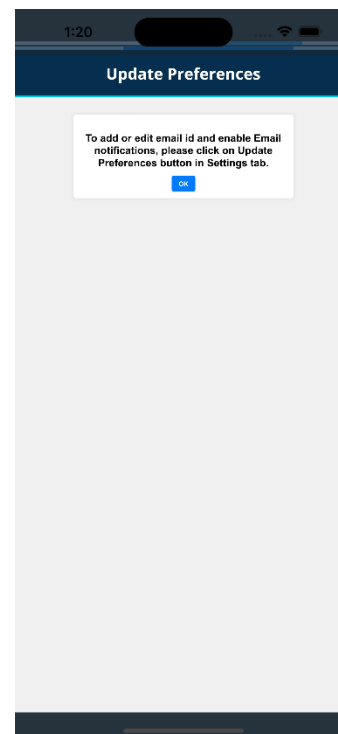 1:20
Update Preferences
To add or edit email id and enable Email
notifications, please click on Update
Preferences button in Settings tab.
OK